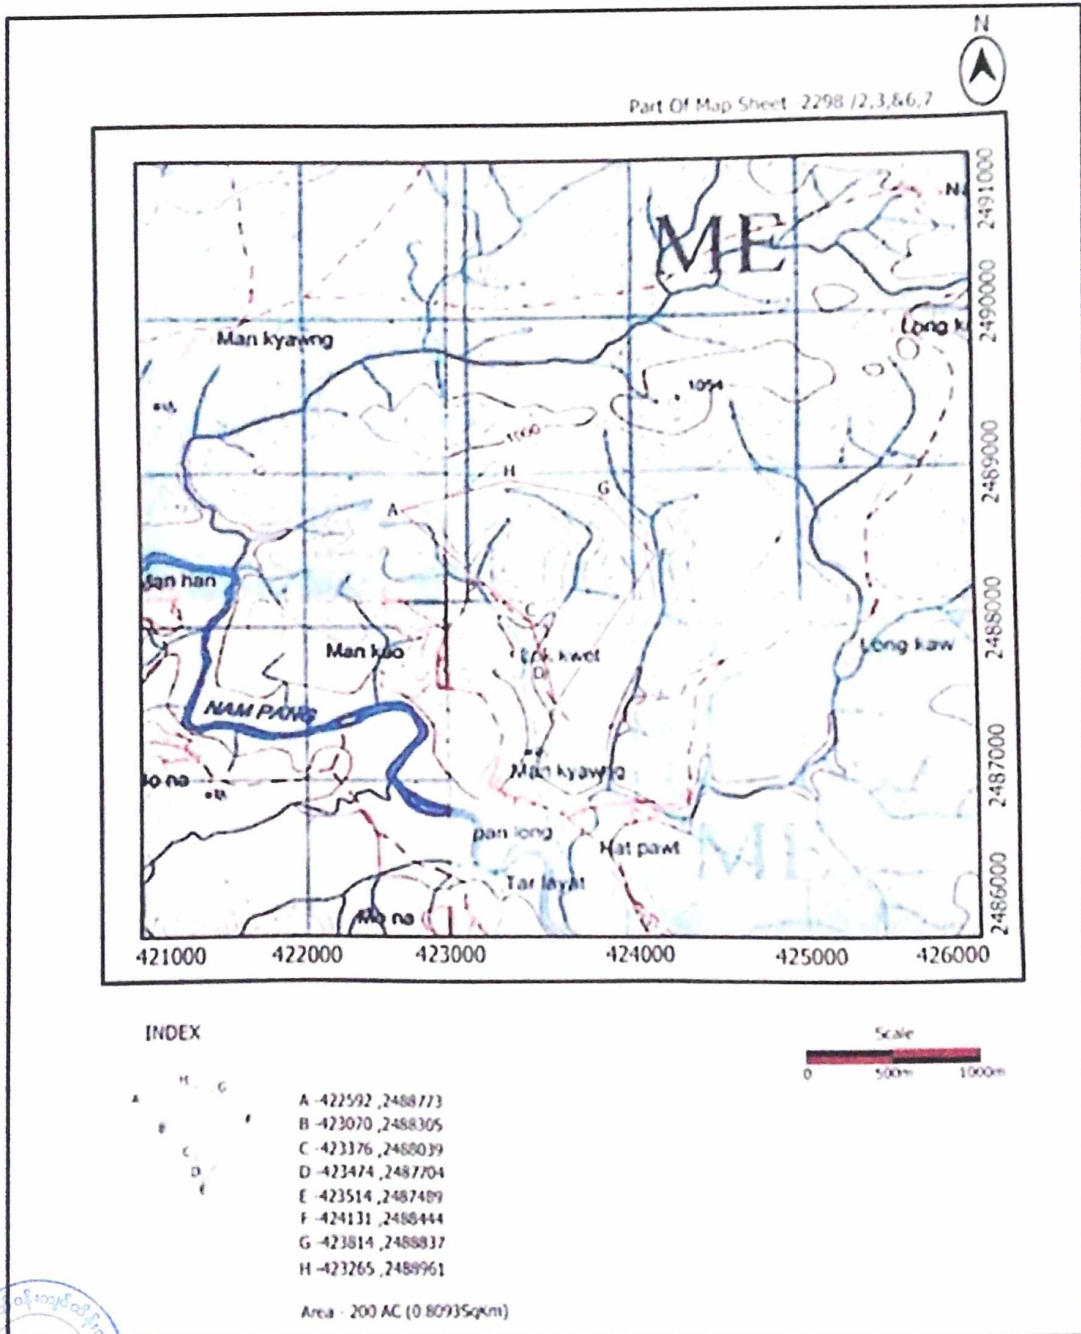 N
Part Of Map Sheet -2298 /2,3,&6,7
ME
Man kyawng
1054
1000
H
G
A
Man han
C
Man kao
Long kaw
D
NAM PANG
Man kyawng
pan long
Hat pawt
Tar layat
Mo na
2491000
2490000
2489000
2488000
2487000
2486000
421000
422000
423000
424000
425000
426000
INDEX
Scale
0
500m
1000m
H
G
A
F
B
C
D
E
A -422592 ,2488773
B -423070 ,2488305
C -423376 ,2488039
D -423474 ,2487704
E -423514 ,2487489
F -424131 ,2488444
G -423814 ,2488837
H -423265 ,2488961
Area - 200 AC (0.8093SqKm)